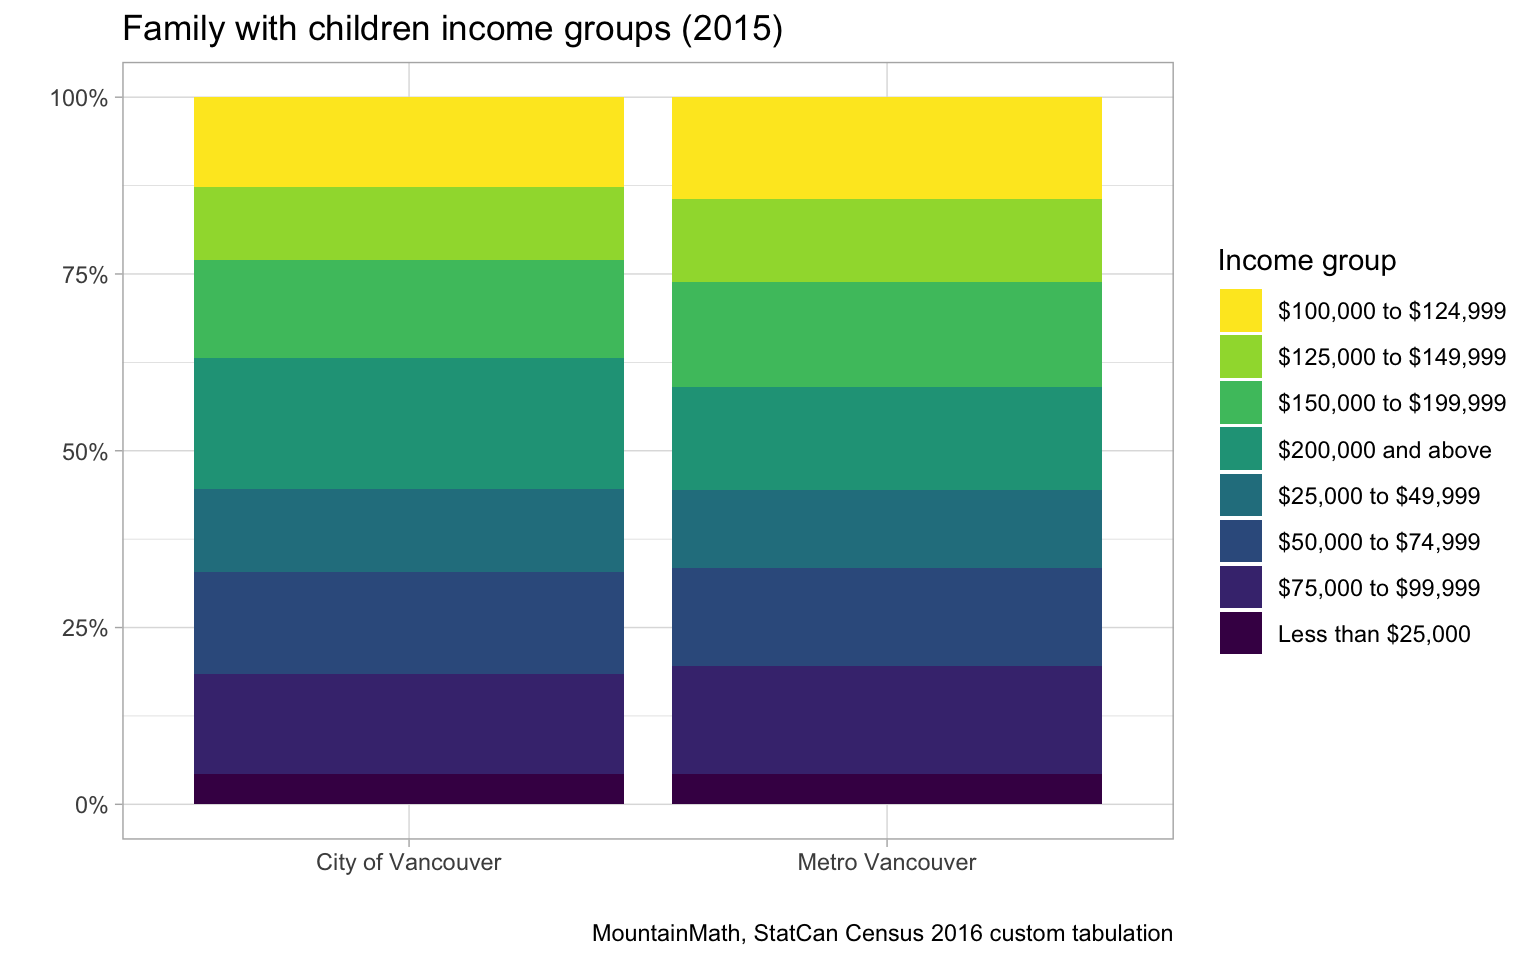 Family with children income groups (2015)
100%
75%
50%
25%
0%
City of Vancouver
Metro Vancouver
Income group
$100,000 to $124,999
$125,000 to $149,999
$150,000 to $199,999
$200,000 and above
$25,000 to $49,999
$50,000 to $74,999
$75,000 to $99,999
Less than $25,000
MountainMath, StatCan Census 2016 custom tabulation